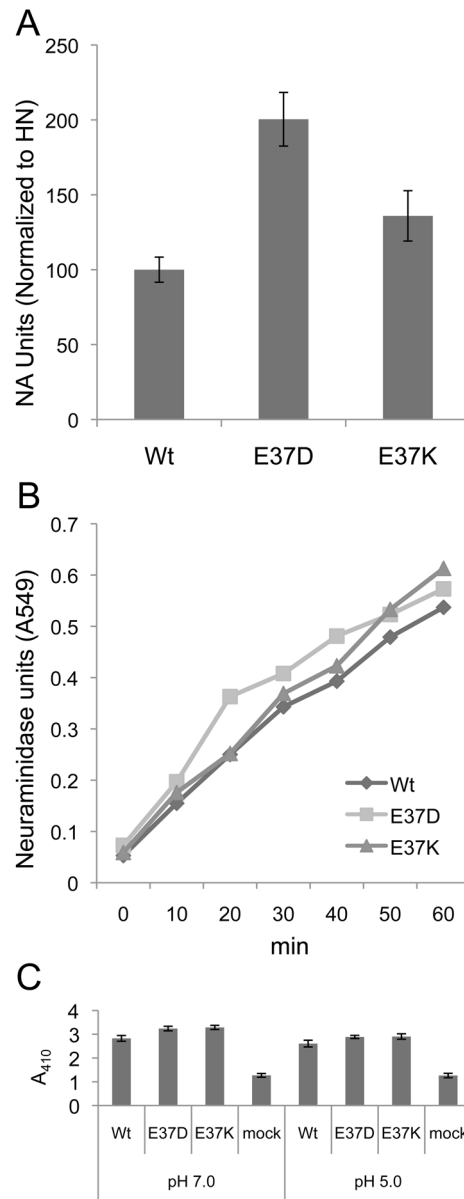 A
NA Units (Normalized to HN)
250
200
150
100
50
0
Wt E37D E37K
B
Neuraminidase units (A549)
0.7
0.6
0.5
0.4
0.3
0.2
0.1
0
Wt
E37D
E37K
0 10 20 30 40 50 60
min
C
A410
4
3
2
1
0
Wt E37D E37K mock Wt E37D E37K mock
pH 7.0 pH 5.0